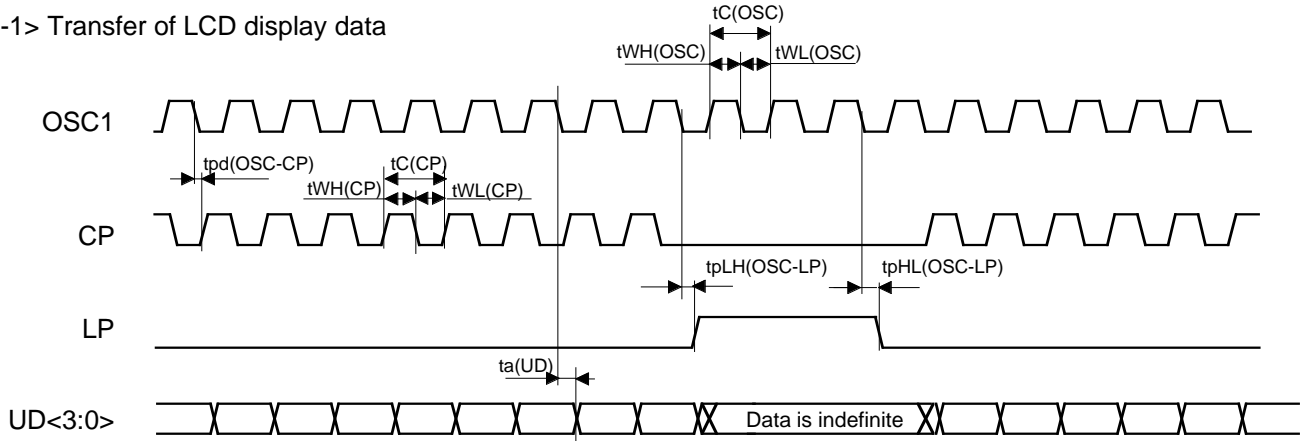 -1> Transfer of LCD display data
tC(OSC)
tWH(OSC) tWL(OSC)
OSC1
tpd(OSC-CP) tC(CP)
tWH(CP) tWL(CP)
CP
tpLH(OSC-LP) tpHL(OSC-LP)
LP
ta(UD)
UD<3:0> Data is indefinite